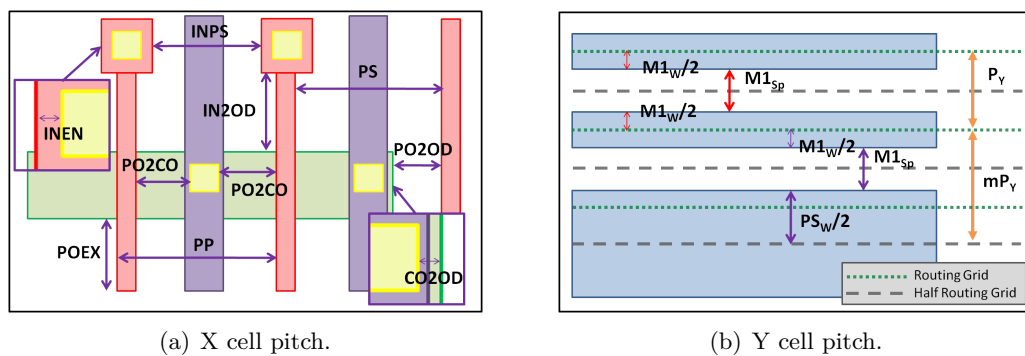 INPS
PS
INEN
IN2OD
PO2CO
PO2CO
PO2OD
POEX
PP
CO2OD
(a) X cell pitch.
M1W/2
M1Sp
PY
M1W/2
M1W/2
M1Sp
mPY
PSW/2
Routing Grid
Half Routing Grid
(b) Y cell pitch.